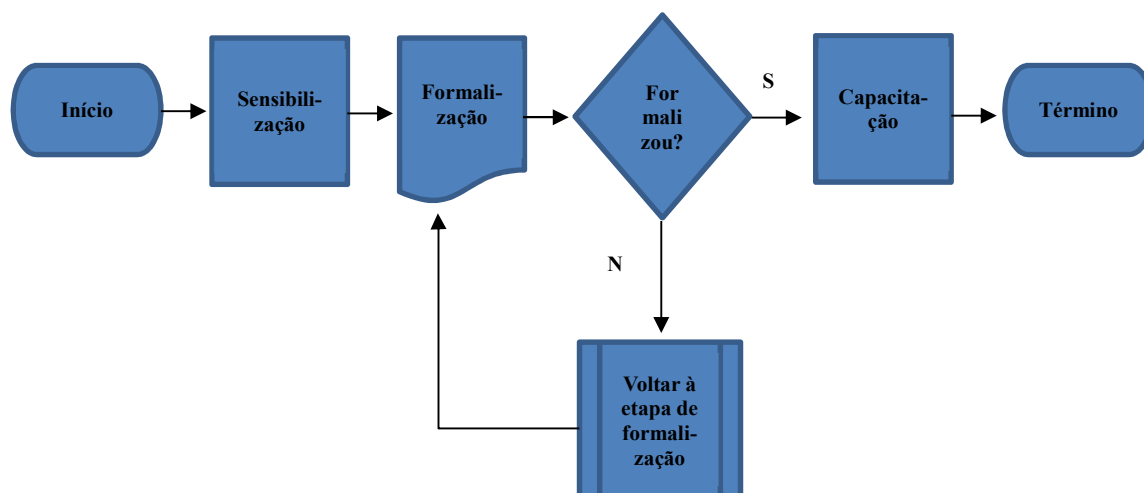 Início
Sensibili-
zação
Formali-
zação
For
mali
zou?
S
Capacita-
ção
Término
N
Voltar à
etapa de
formali-
zação